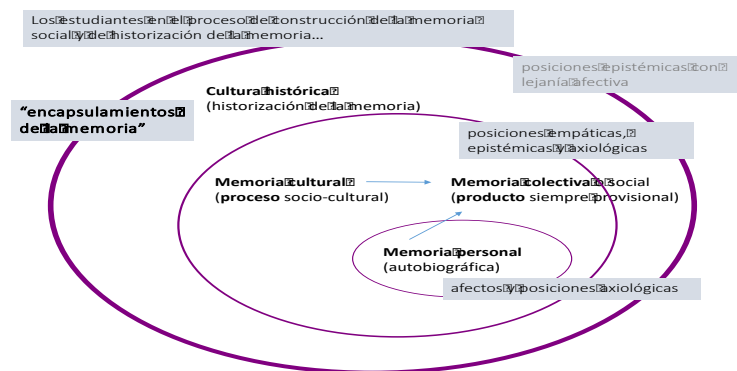 Los estudiantes en el proceso de construcción de la memoria
social y de historización de la memoria...
posiciones epistémicas con
lejanía afectiva
Cultura histórica
(historización de la memoria)
“encapsulamientos
de la memoria”
posiciones empáticas,
epistémicas y axiológicas
Memoria cultural
(proceso socio-cultural)
Memoria colectiva o social
(producto siempre provisional)
Memoria personal
(autobiográfica)
afectos y posiciones axiológicas